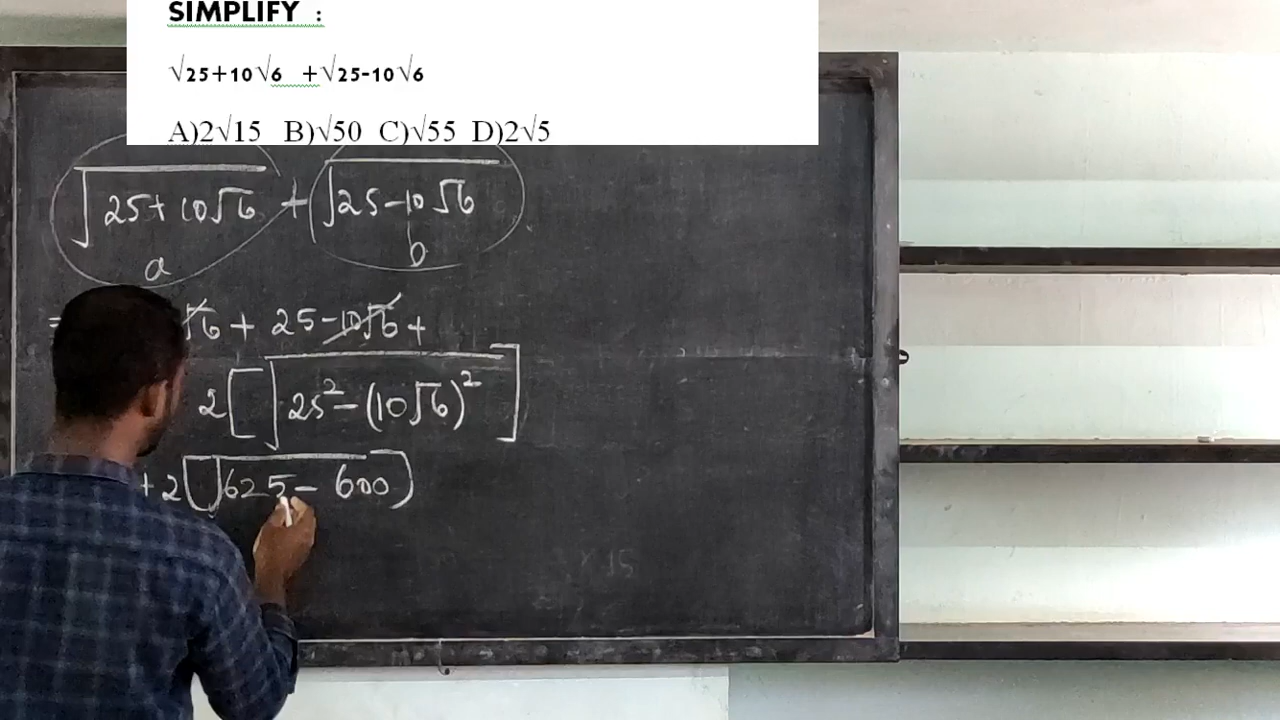 SIMPLIFY :
√25+10√6 +√25-10√6
A)2√15 B)√50 C)√55 D)2√5
√25+10√6 + √25-10√6
a b
√6 + 25-10√6 +
2[√25²-(10√6)²]
+2(√625-600)